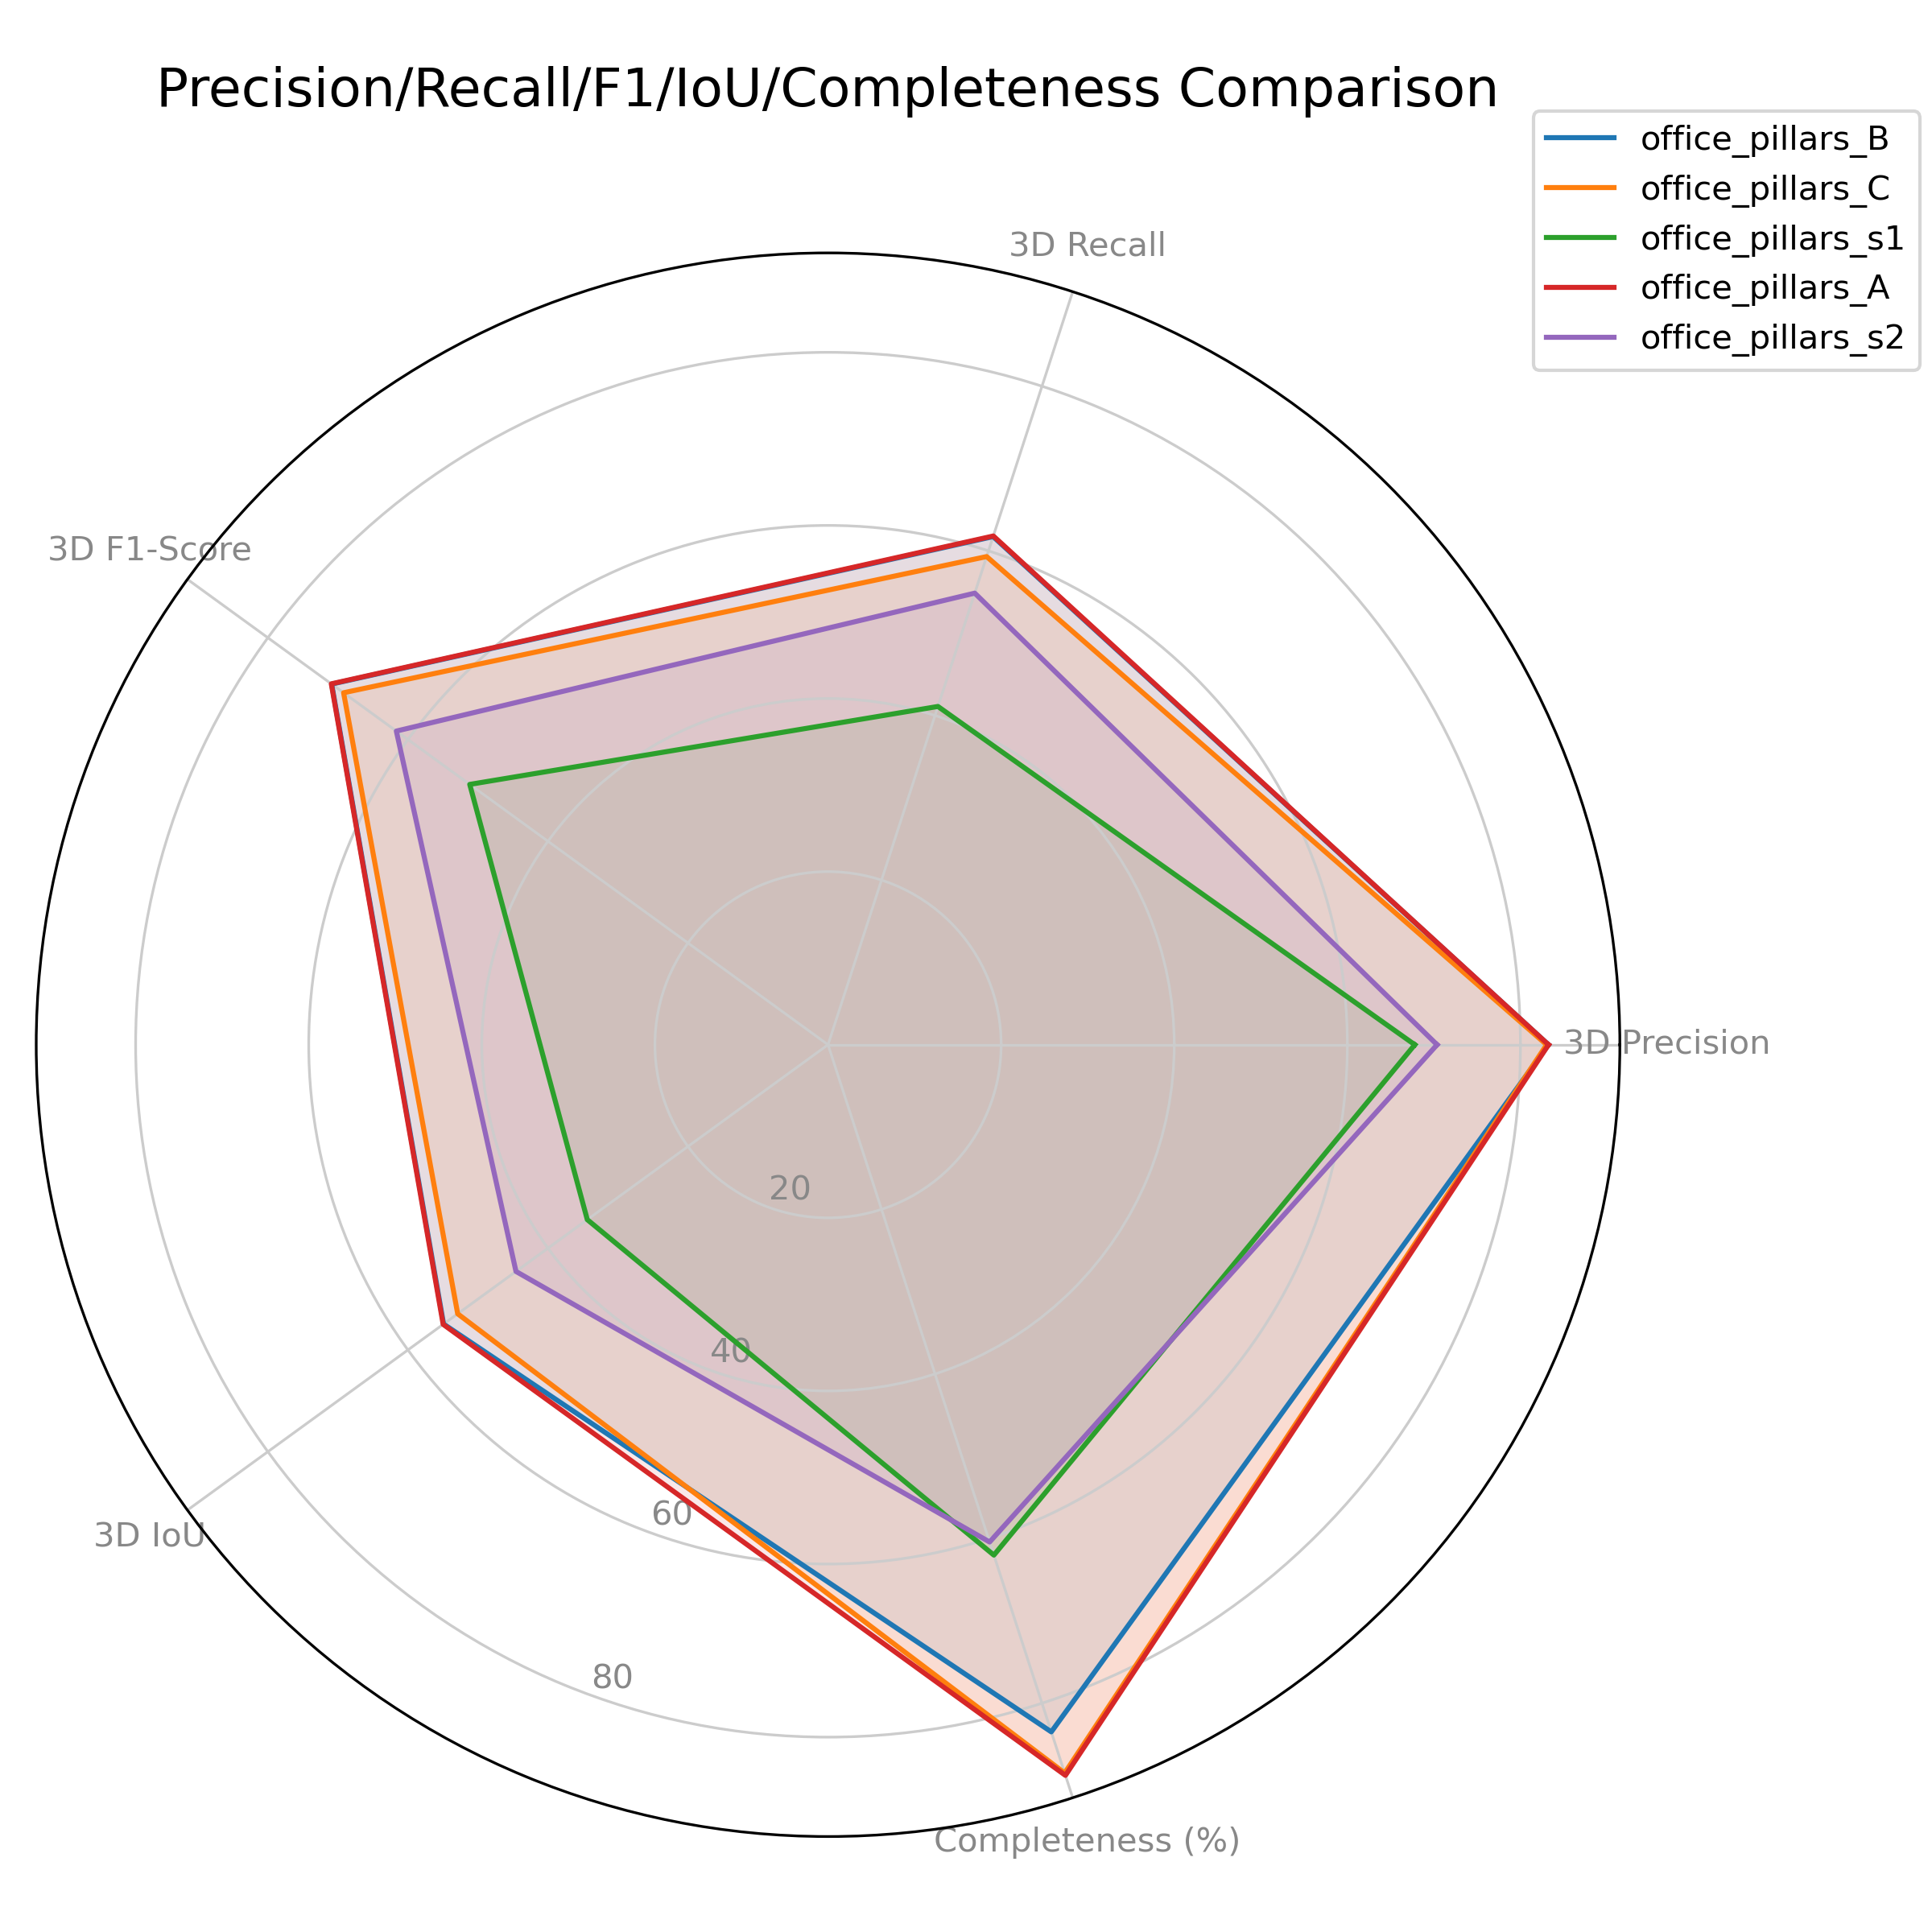 Precision/Recall/F1/IoU/Completeness Comparison
office_pillars_B
office_pillars_C
office_pillars_s1
office_pillars_A
office_pillars_s2
3D Recall
3D F1-Score
3D Precision
20
40
60
80
3D IoU
Completeness (%)